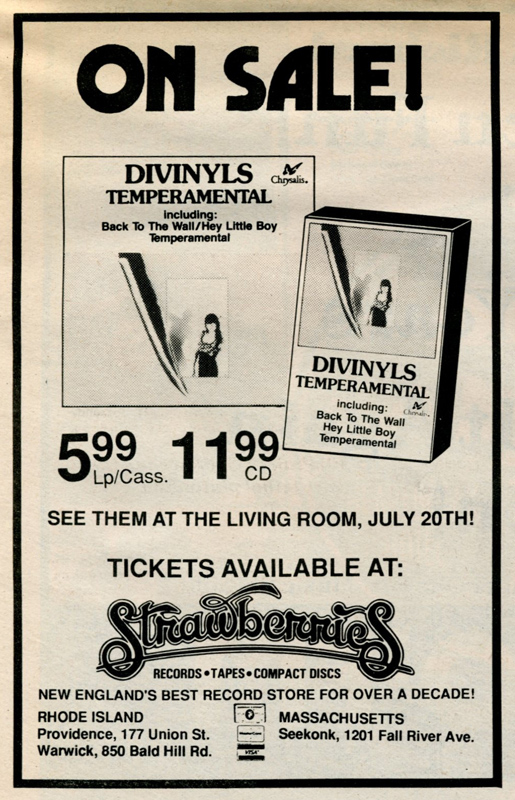 ON SALE!
DIVINYLS
TEMPERAMENTAL
Chrysalis
including:
Back To The Wall/Hey Little Boy
Temperamental
DIVINYLS
TEMPERAMENTAL
including:
Chrysalis
Back To The Wall
Hey Little Boy
Temperamental
5 99 11 99
Lp/Cass. CD
SEE THEM AT THE LIVING ROOM, JULY 20TH!
TICKETS AVAILABLE AT:
Strawberries
RECORDS • TAPES • COMPACT DISCS
NEW ENGLAND'S BEST RECORD STORE FOR OVER A DECADE!
RHODE ISLAND
Providence, 177 Union St.
Warwick, 850 Bald Hill Rd.
MasterCard
VISA
MASSACHUSETTS
Seekonk, 1201 Fall River Ave.